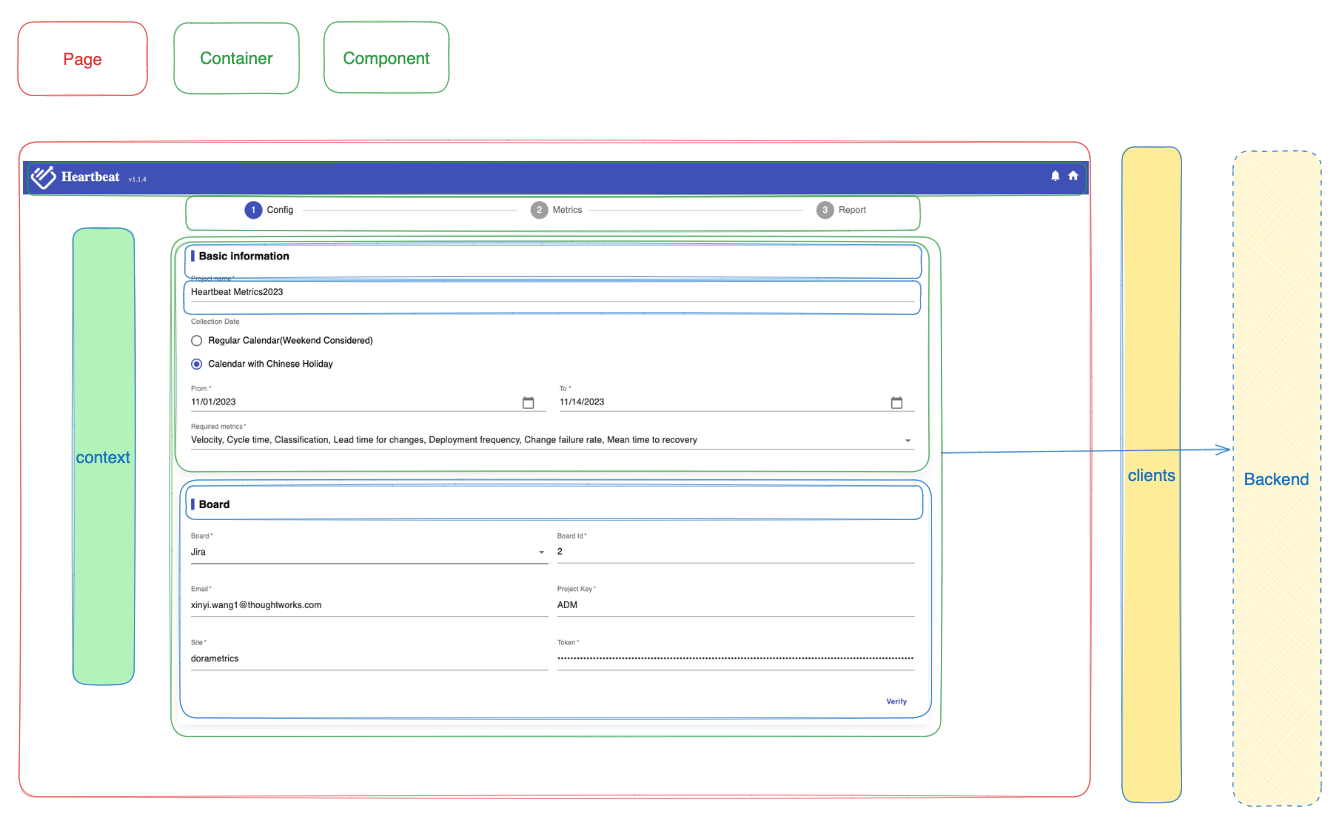 Page
Container
Component
Heartbeat v1.1.4
1 Config 2 Metrics 3 Report
Basic information
Project name *
Heartbeat Metrics2023
Collection Date
Regular Calendar(Weekend Considered)
Calendar with Chinese Holiday
From * To *
11/01/2023 11/14/2023
Required metrics *
Velocity, Cycle time, Classification, Lead time for changes, Deployment frequency, Change failure rate, Mean time to recovery
context
clients
Backend
Board
Board * Board Id *
Jira 2
Email * Project Key *
xinyi.wang1@thoughtworks.com ADM
Site * Token *
dorametrics
Verify